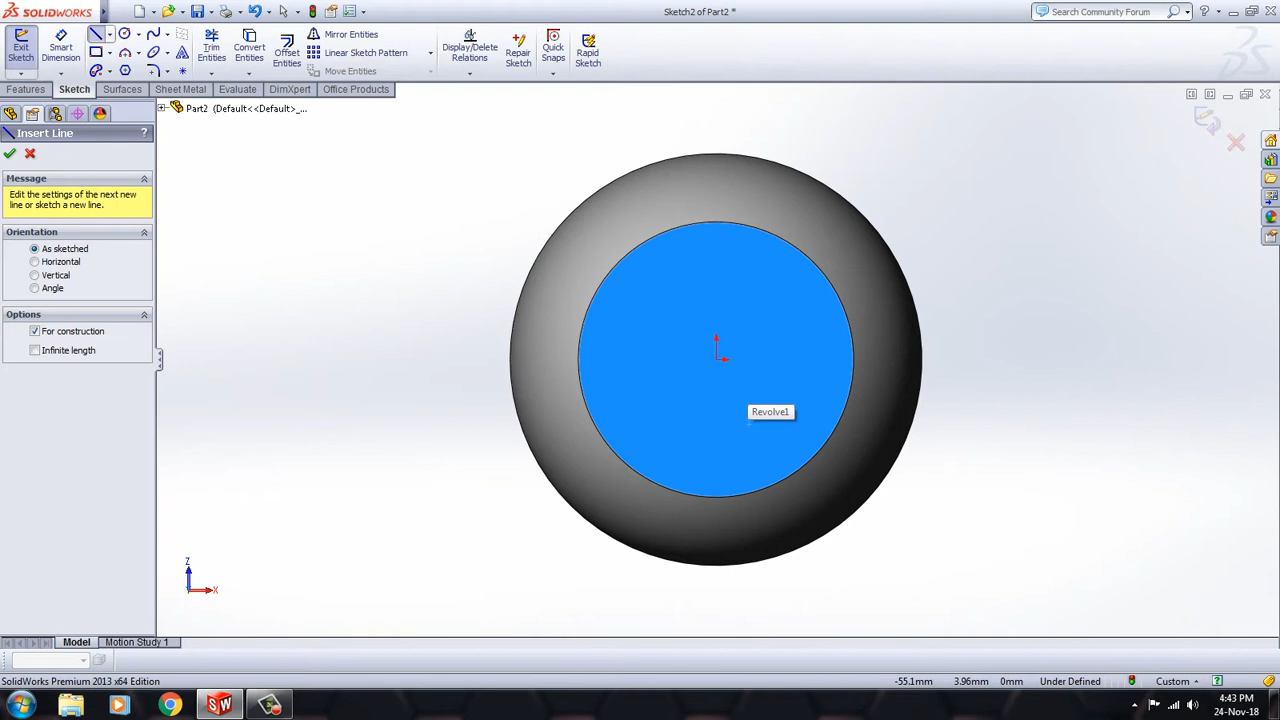 SOLIDWORKS
Sketch2 of Part2 *
Search Community Forum
Exit Sketch
Smart Dimension
Trim Entities
Convert Entities
Offset Entities
Mirror Entities
Linear Sketch Pattern
Move Entities
Display/Delete Relations
Repair Sketch
Quick Snaps
Rapid Sketch
Features
Sketch
Surfaces
Sheet Metal
Evaluate
DimXpert
Office Products
Part2 (Default<<Default>_...
Insert Line
?
Message
Edit the settings of the next new
line or sketch a new line.
Orientation
As sketched
Horizontal
Vertical
Angle
Options
For construction
Infinite length
Revolve1
Z
X
Model
Motion Study 1
SolidWorks Premium 2013 x64 Edition
-55.1mm
3.96mm
0mm
Under Defined
Custom
?
SW
4:43 PM
24-Nov-18